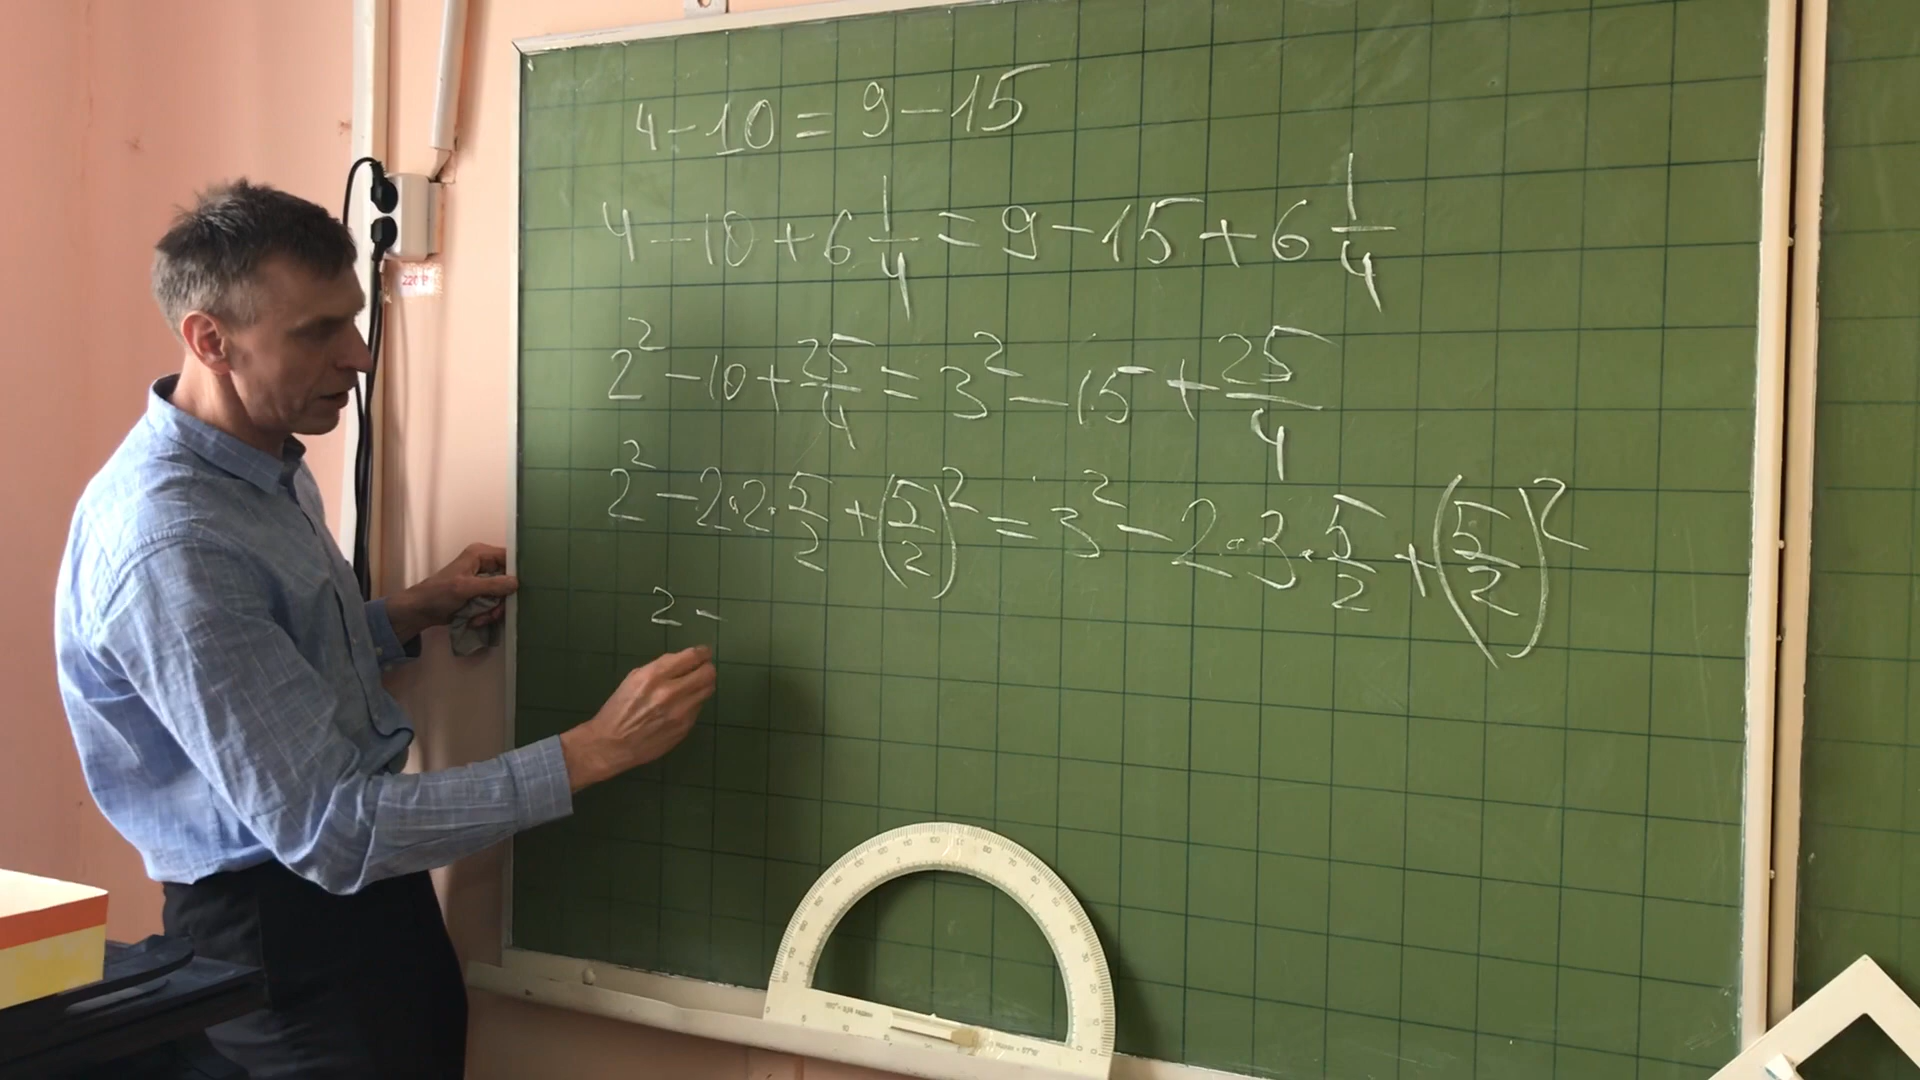 4-10=9-15
4-10+6 1/4=9-15+6 1/4
2²-10+25/4=3²-15+25/4
2²-2·2·5/2+(5/2)²=3²-2·3·5/2+(5/2)²
2-